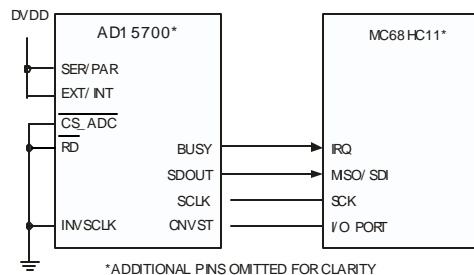 DVDD
AD15700*
MC68HC11*
SER/PAR
EXT/INT
CS_ADC
RD
BUSY
IRQ
SDOUT
MISO/SDI
SCLK
SCK
INVSCLK
CNVST
I/O PORT
*ADDITIONAL PINS OMITTED FOR CLARITY